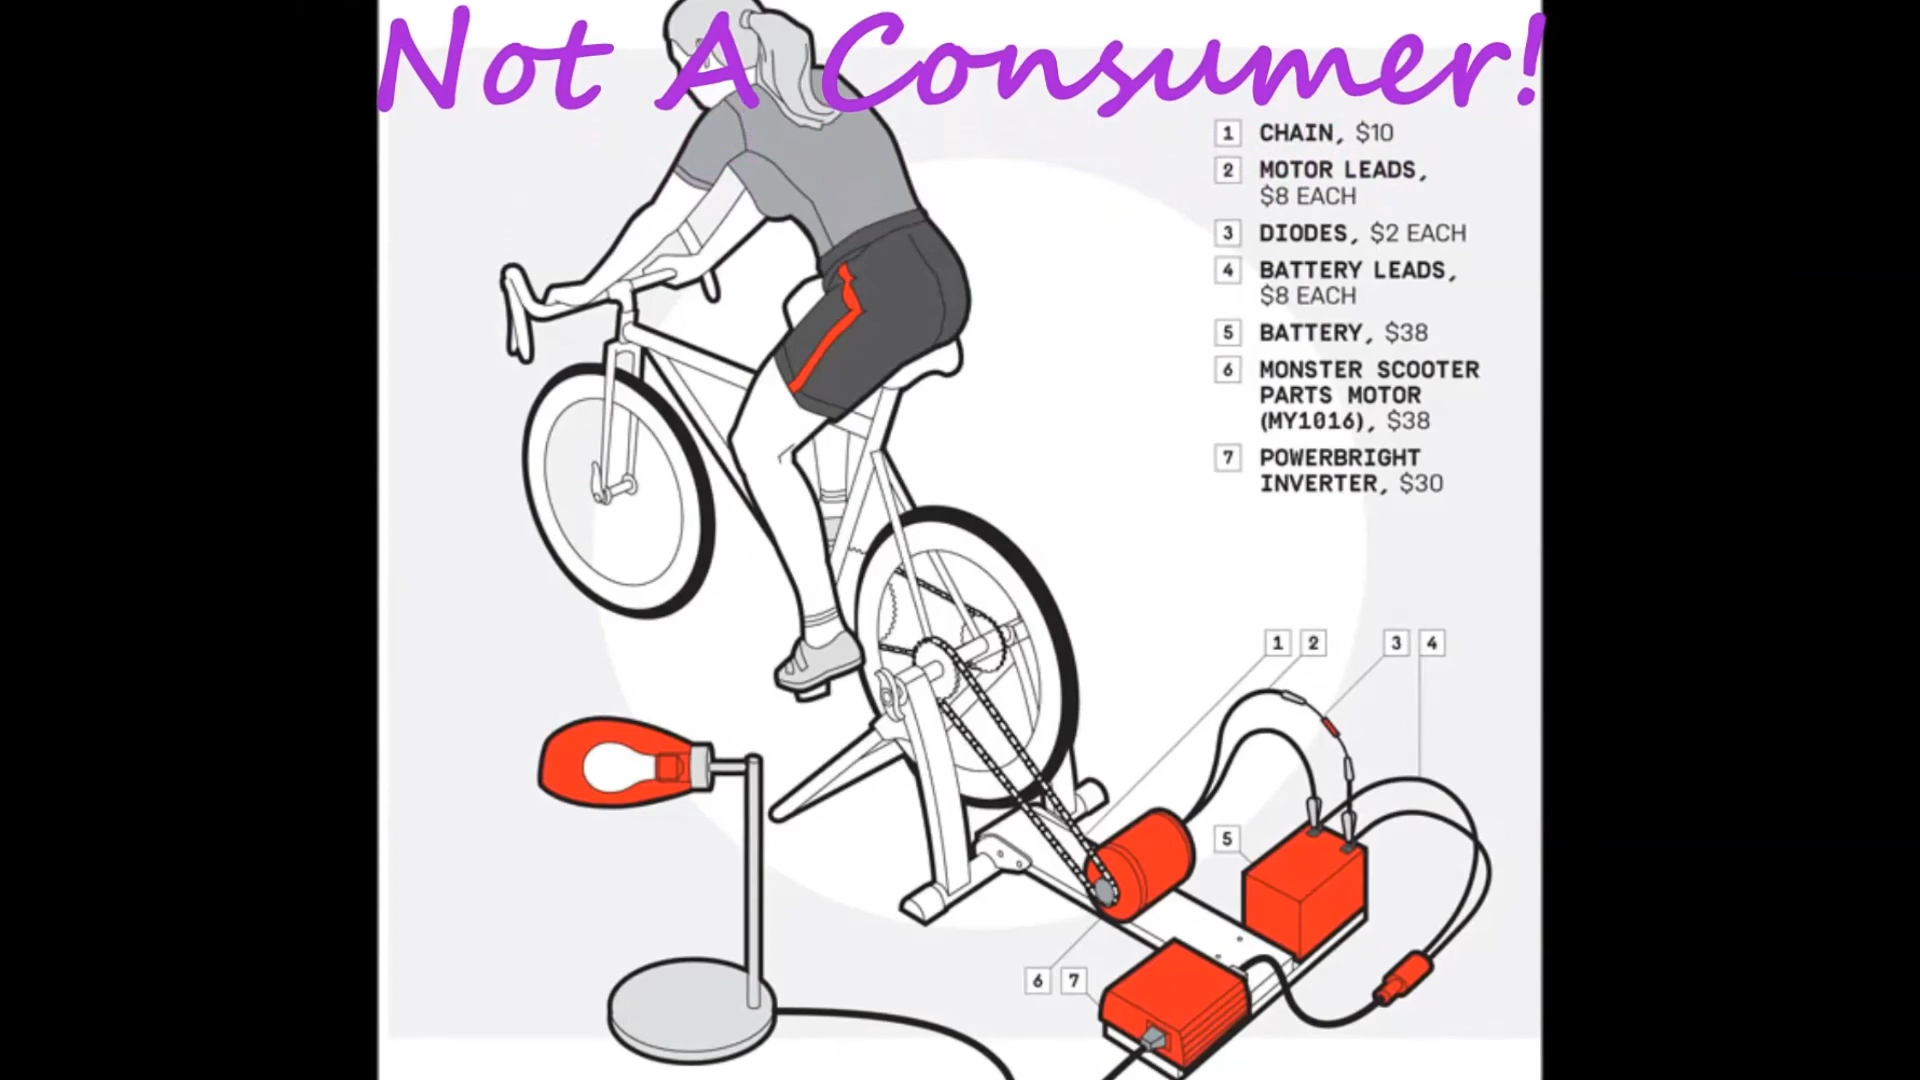 Not A Consumer!
1 CHAIN, $10
2 MOTOR LEADS,
$8 EACH
3 DIODES, $2 EACH
4 BATTERY LEADS,
$8 EACH
5 BATTERY, $38
6 MONSTER SCOOTER
PARTS MOTOR
(MY1016), $38
7 POWERBRIGHT
INVERTER, $30
1 2 3 4
5
6 7